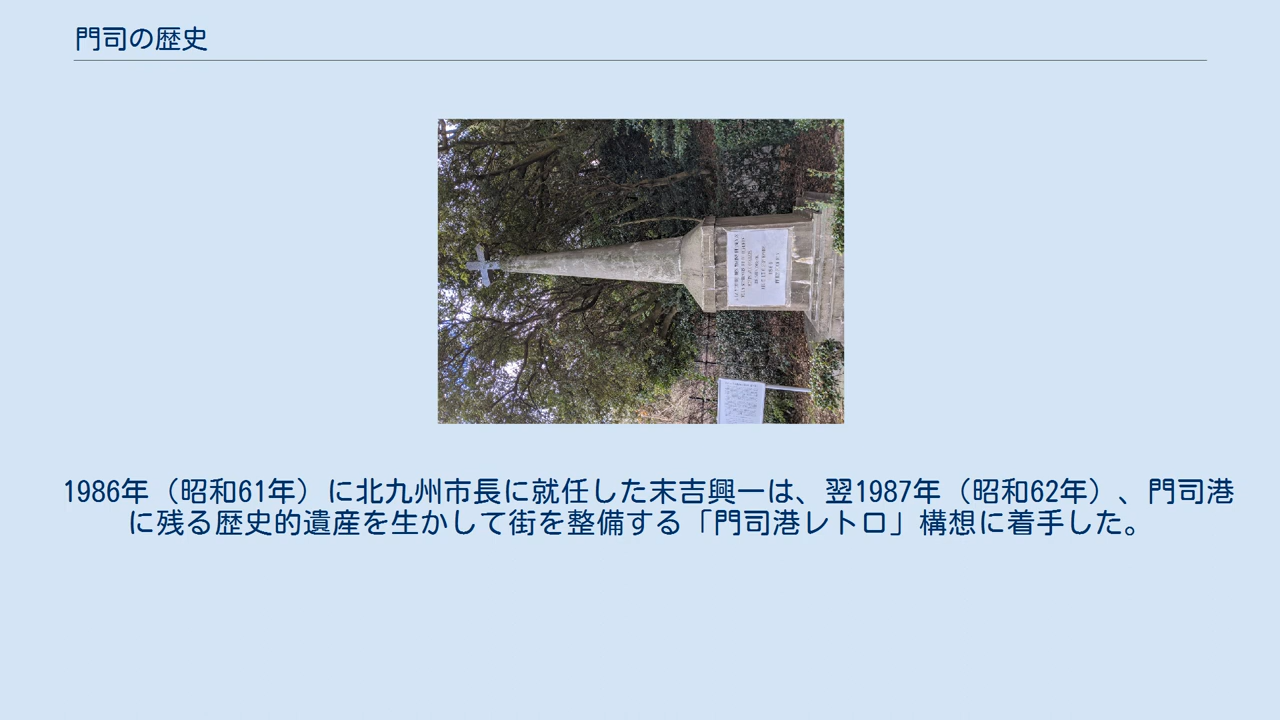 門司の歴史
1986年（昭和61年）に北九州市長に就任した末吉興一は、翌1987年（昭和62年）、門司港
に残る歴史的遺産を生かして街を整備する「門司港レトロ」構想に着手した。